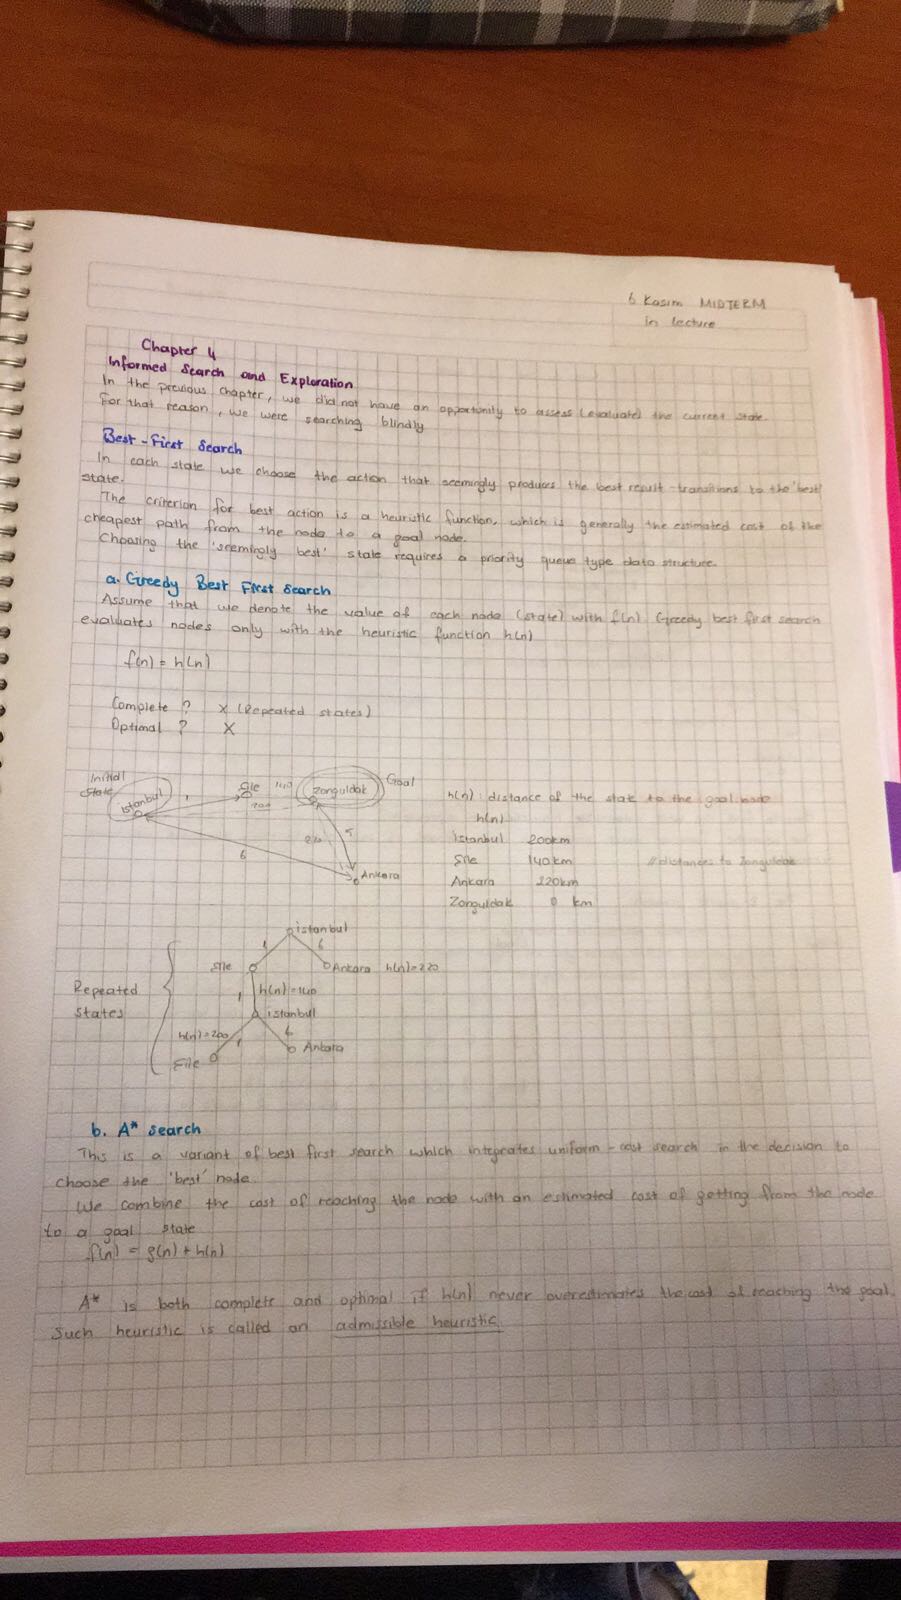 6 Kasım MIDTERM
in lecture
Chapter 4
Informed Search and Exploration
In the previous chapter, we did not have an opportunity to assess (evaluate) the current state.
For that reason, we were searching blindly
Best-First Search
In each state we choose the action that seemingly produces the best result-transitions to the 'best'
state.
The criterion for best action is a heuristic function, which is generally the estimated cost of the
cheapest path from the node to a goal node.
Choosing the 'seemingly best' state requires a priority queue type data structure.
a. Greedy Best First Search
Assume that we denote the value of each node (state) with f(n). Greedy best first search
evaluates nodes only with the heuristic function h(n)
f(n) = h(n)
Complete ? X (Repeated states)
Optimal ? X
Initial
state
istanbul
1
Şile
140
200
Zonguldak
Goal
5
6
Ankara
h(n) : distance of the state to the goal node
h(n)
istanbul 200km
Şile 140km // distances to Zonguldak
Ankara 220km
Zonguldak 0 km
istanbul
1 6
Şile
Ankara h(n)=220
Repeated
states
1 h(n)=140
istanbul
h(n)=200 1 6
Ankara
Şile
b. A* search
This is a variant of best first search which integrates uniform-cost search in the decision to
choose the 'best' node.
We combine the cost of reaching the node with an estimated cost of getting from the node
to a goal state
f(n) = g(n) + h(n)
A* is both complete and optimal if h(n) never overestimates the cost of reaching the goal.
Such heuristic is called an admissible heuristic.